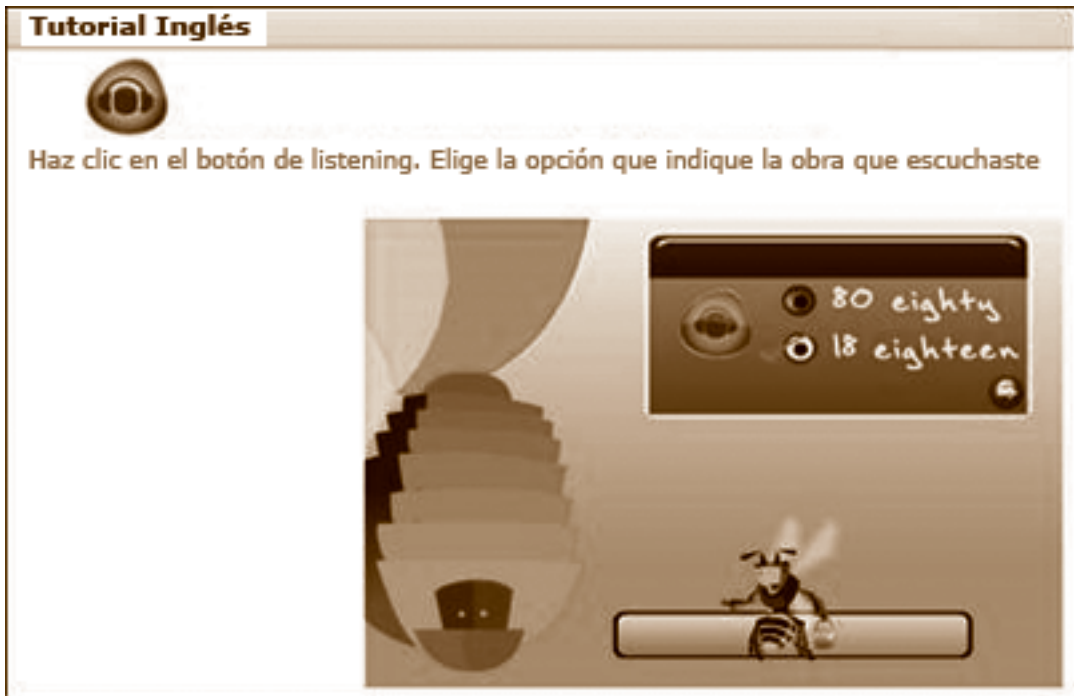 Tutorial Inglés
Haz clic en el botón de listening. Elige la opción que indique la obra que escuchaste
80 eighty
18 eighteen